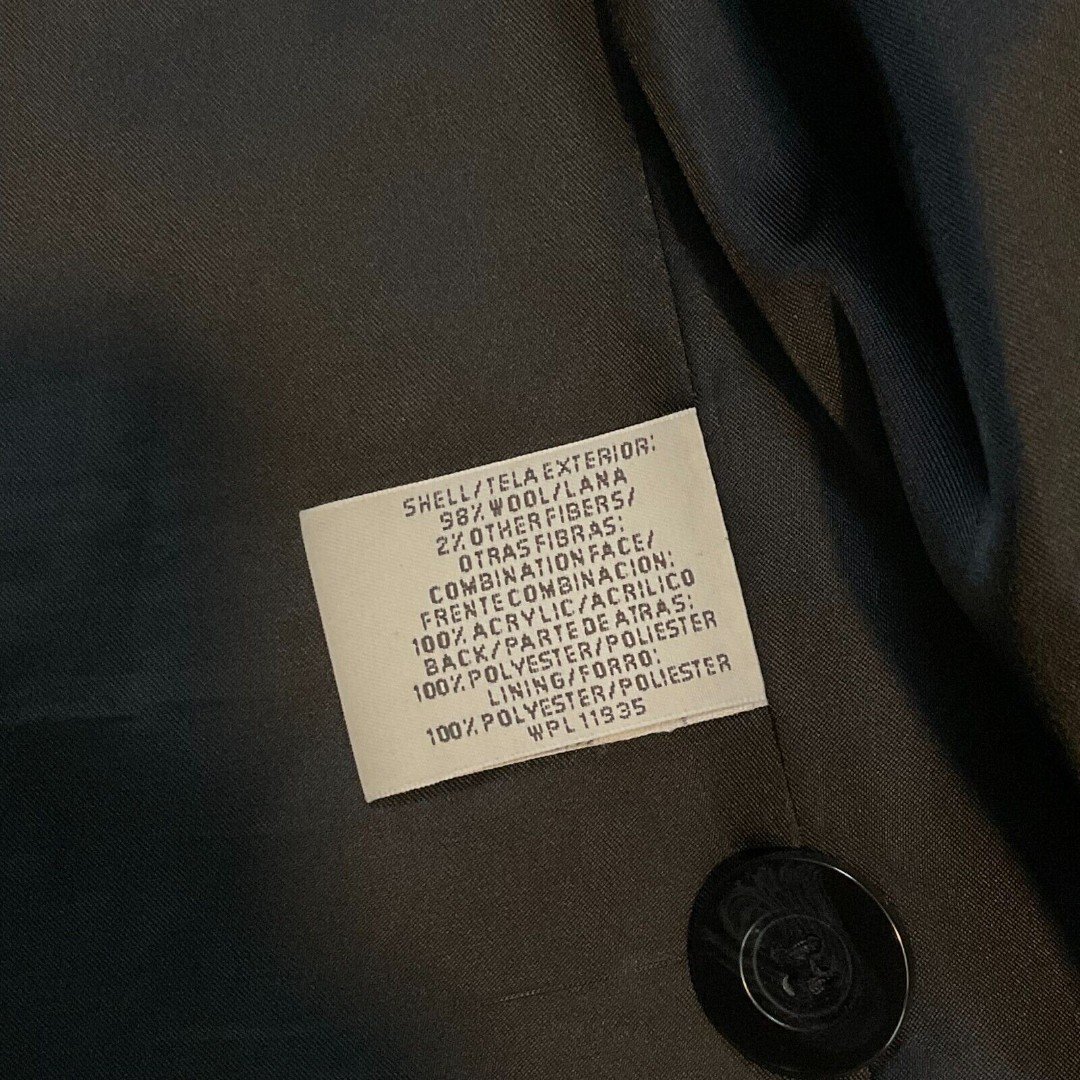 SHELL/TELA EXTERIOR:
98% WOOL/LANA
2% OTHER FIBERS/
OTRAS FIBRAS:
COMBINATION FACE/
FRENTE COMBINACION:
100% ACRYLIC/ACRILICO
BACK/PARTE DE ATRAS:
100% POLYESTER/POLIESTER
LINING/FORRO:
100% POLYESTER/POLIESTER
WPL 11935